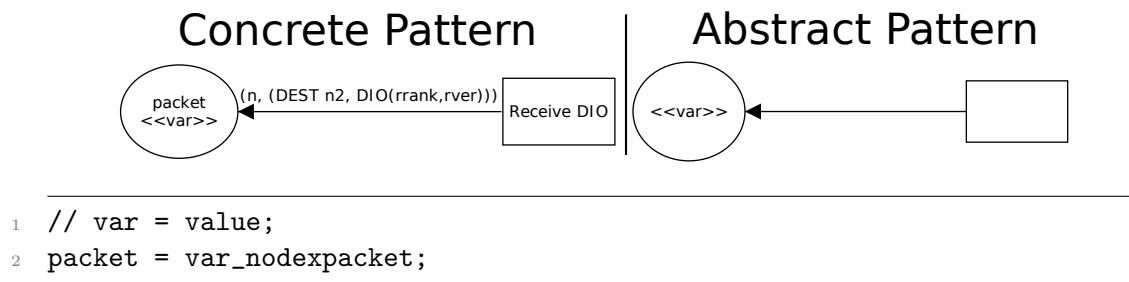 Concrete Pattern
Abstract Pattern
packet
<<var>>
(n, (DEST n2, DIO(rrank,rver)))
Receive DIO
<<var>>
1 // var = value;
2 packet = var_nodexpacket;